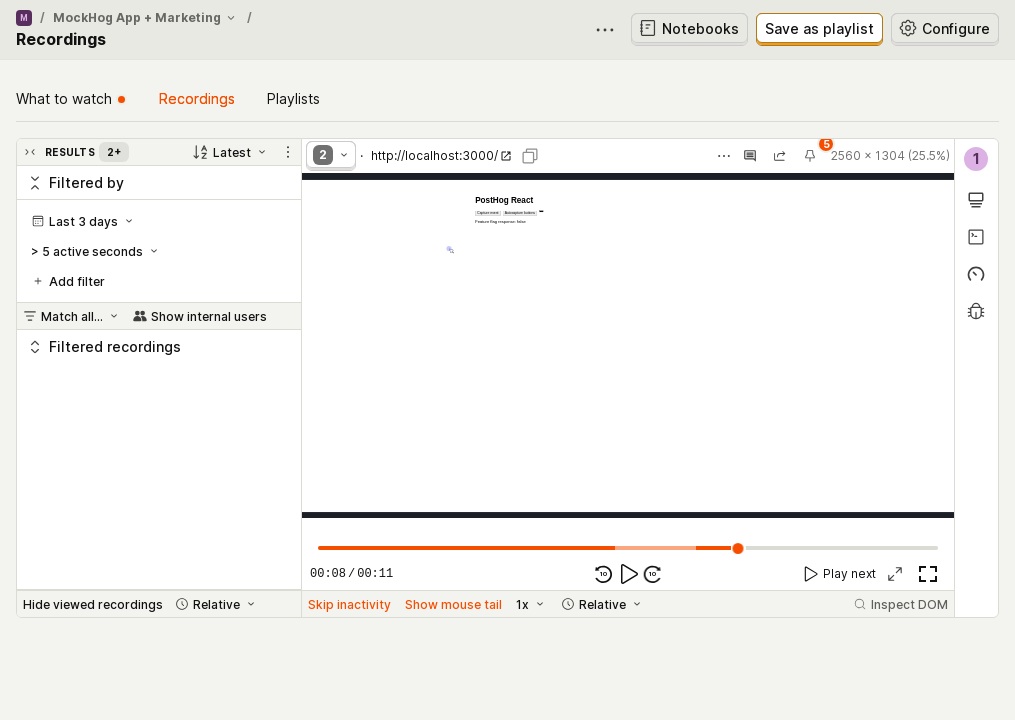 M / MockHog App + Marketing /
Recordings
Notebooks
Save as playlist
Configure
What to watch
Recordings
Playlists
RESULTS 2+
Latest
Filtered by
Last 3 days
> 5 active seconds
Add filter
Match all...
Show internal users
Filtered recordings
Hide viewed recordings
Relative
2 · http://localhost:3000/
5
2560 × 1304 (25.5%)
1
PostHog React
Capture event
Autocapture buttons
Feature flag response: false
00:08 / 00:11
10
10
Play next
Skip inactivity
Show mouse tail
1x
Relative
Inspect DOM